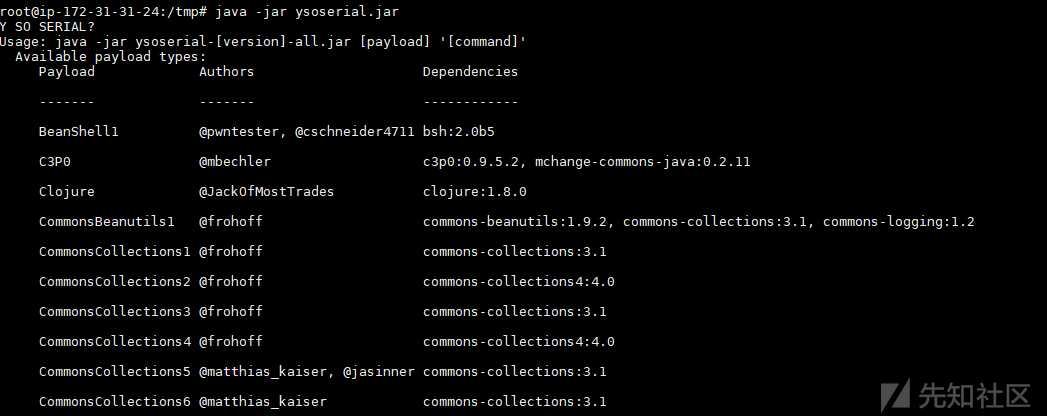 root@ip-172-31-31-24:/tmp# java -jar ysoserial.jar
Y SO SERIAL?
Usage: java -jar ysoserial-[version]-all.jar [payload] '[command]'
  Available payload types:
     Payload             Authors                     Dependencies
     -------             -------                     ------------
     BeanShell1          @pwntester, @cschneider4711 bsh:2.0b5
     C3P0                @mbechler                   c3p0:0.9.5.2, mchange-commons-java:0.2.11
     Clojure             @JackOfMostTrades           clojure:1.8.0
     CommonsBeanutils1   @frohoff                    commons-beanutils:1.9.2, commons-collections:3.1, commons-logging:1.2
     CommonsCollections1 @frohoff                    commons-collections:3.1
     CommonsCollections2 @frohoff                    commons-collections4:4.0
     CommonsCollections3 @frohoff                    commons-collections:3.1
     CommonsCollections4 @frohoff                    commons-collections4:4.0
     CommonsCollections5 @matthias_kaiser, @jasinner commons-collections:3.1
     CommonsCollections6 @matthias_kaiser            commons-collections:3.1
先知社区